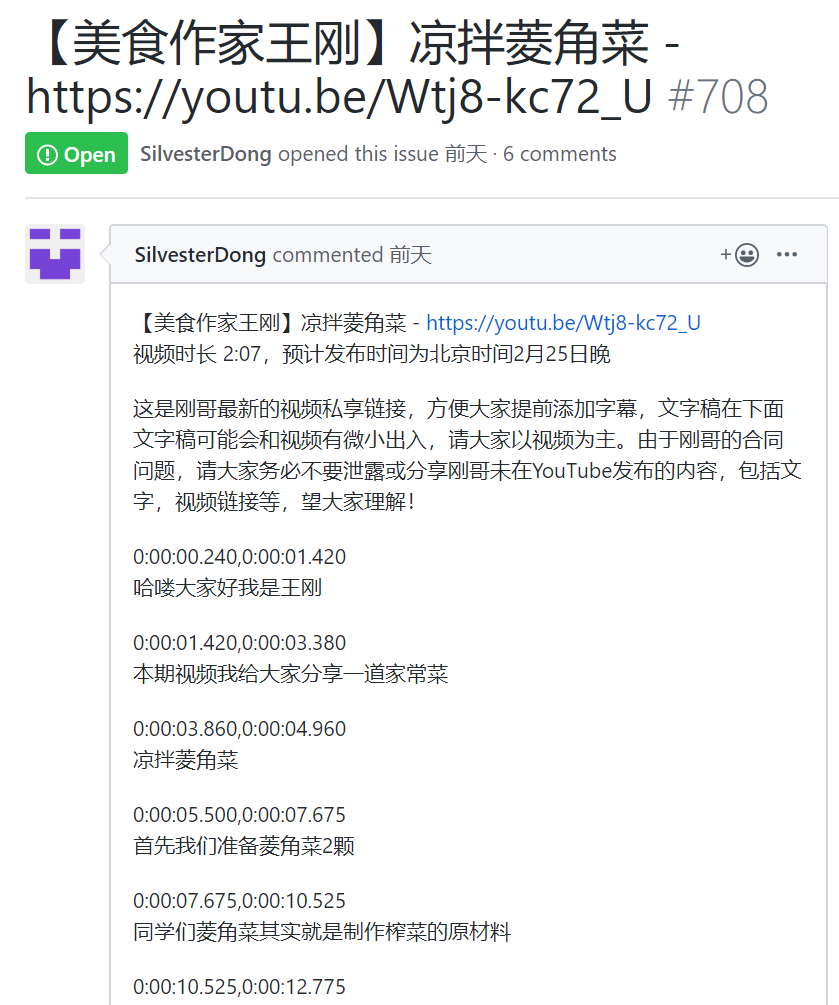 【美食作家王刚】凉拌菱角菜 -
https://youtu.be/Wtj8-kc72_U #708
Open SilvesterDong opened this issue 前天 · 6 comments
SilvesterDong commented 前天
【美食作家王刚】凉拌菱角菜 - https://youtu.be/Wtj8-kc72_U
视频时长 2:07，预计发布时间为北京时间2月25日晚
这是刚哥最新的视频私享链接，方便大家提前添加字幕，文字稿在下面
文字稿可能会和视频有微小出入，请大家以视频为主。由于刚哥的合同
问题，请大家务必不要泄露或分享刚哥未在YouTube发布的内容，包括文
字，视频链接等，望大家理解！
0:00:00.240,0:00:01.420
哈喽大家好我是王刚
0:00:01.420,0:00:03.380
本期视频我给大家分享一道家常菜
0:00:03.860,0:00:04.960
凉拌菱角菜
0:00:05.500,0:00:07.675
首先我们准备菱角菜2颗
0:00:07.675,0:00:10.525
同学们菱角菜其实就是制作榨菜的原材料
0:00:10.525,0:00:12.775